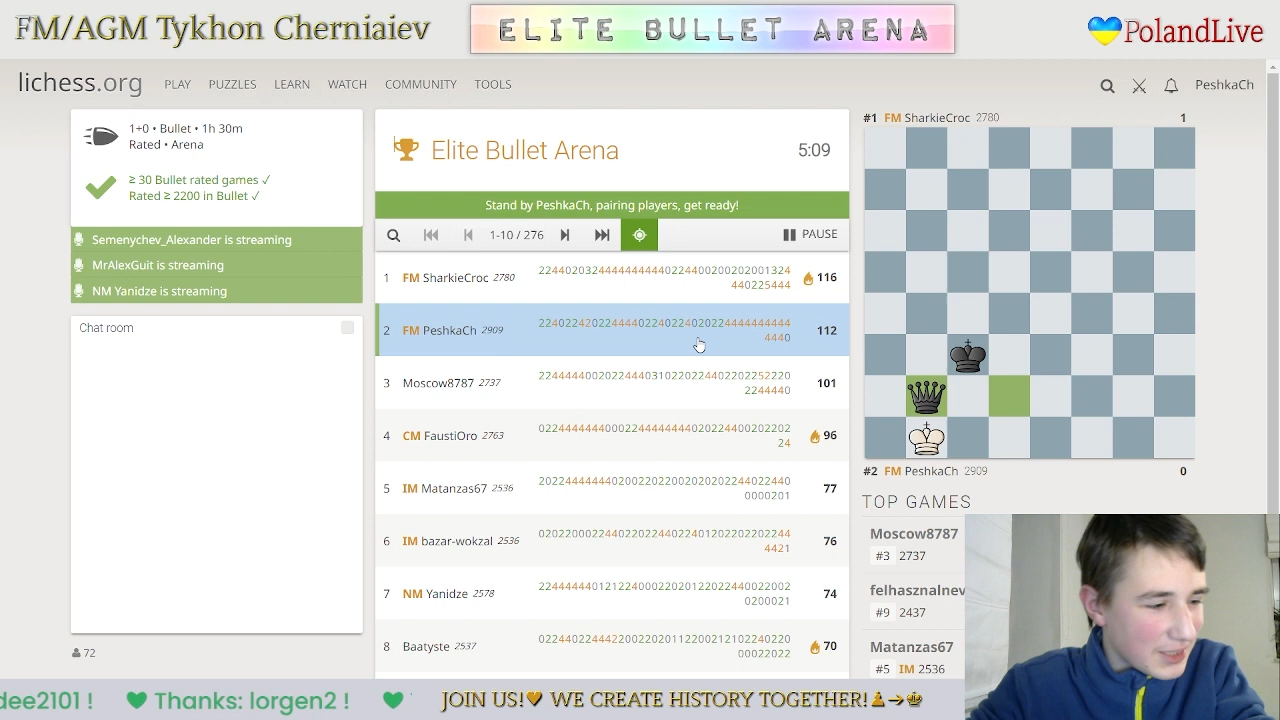 FM/AGM Tykhon Cherniaiev
ELITE BULLET ARENA
PolandLive
lichess.org
PLAY
PUZZLES
LEARN
WATCH
COMMUNITY
TOOLS
PeshkaCh
1+0 • Bullet • 1h 30m
Rated • Arena
≥ 30 Bullet rated games ✓
Rated ≥ 2200 in Bullet ✓
Semenychev_Alexander is streaming
MrAlexGuit is streaming
NM Yanidze is streaming
Chat room
72
Elite Bullet Arena
5:09
Stand by PeshkaCh, pairing players, get ready!
1-10 / 276
PAUSE
1 FM SharkieCroc 2780
116
2 FM PeshkaCh 2909
112
3 Moscow8787 2737
101
4 CM FaustiOro 2763
96
5 IM Matanzas67 2536
77
6 IM bazar-wokzal 2536
76
7 NM Yanidze 2578
74
8 Baatyste 2537
70
#1 FM SharkieCroc 2780 1
#2 FM PeshkaCh 2909 0
TOP GAMES
Moscow8787
#3 2737
felhasznalnev
#9 2437
Matanzas67
#5 IM 2536
dee2101 !
Thanks: lorgen2 !
JOIN US! WE CREATE HISTORY TOGETHER!